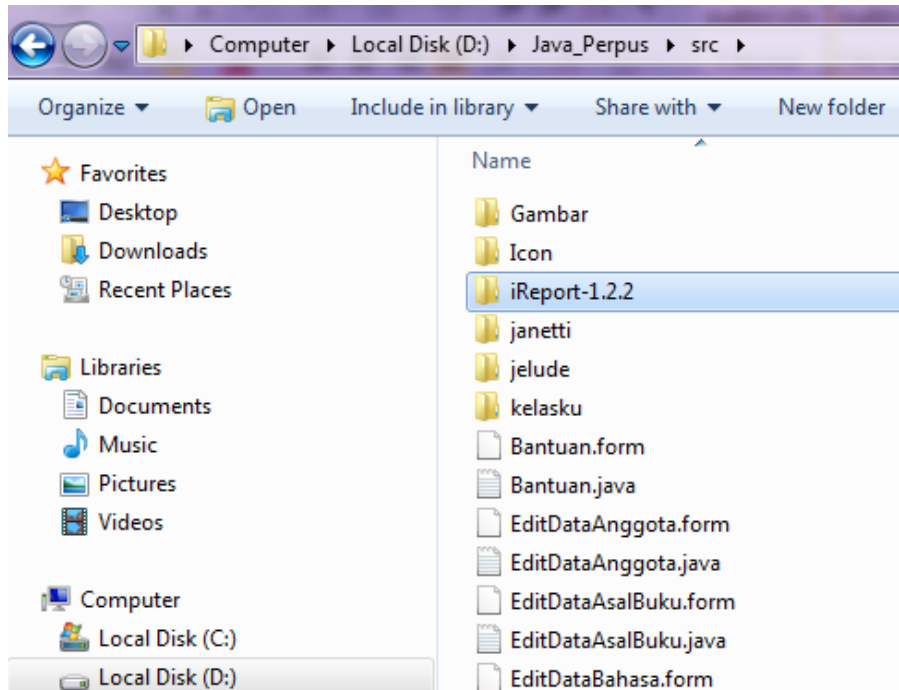 Computer ▸ Local Disk (D:) ▸ Java_Perpus ▸ src ▸
Organize Open Include in library Share with New folder
Favorites
Desktop
Downloads
Recent Places
Libraries
Documents
Music
Pictures
Videos
Computer
Local Disk (C:)
Local Disk (D:)
Name
Gambar
Icon
iReport-1.2.2
janetti
jelude
kelasku
Bantuan.form
Bantuan.java
EditDataAnggota.form
EditDataAnggota.java
EditDataAsalBuku.form
EditDataAsalBuku.java
EditDataBahasa.form